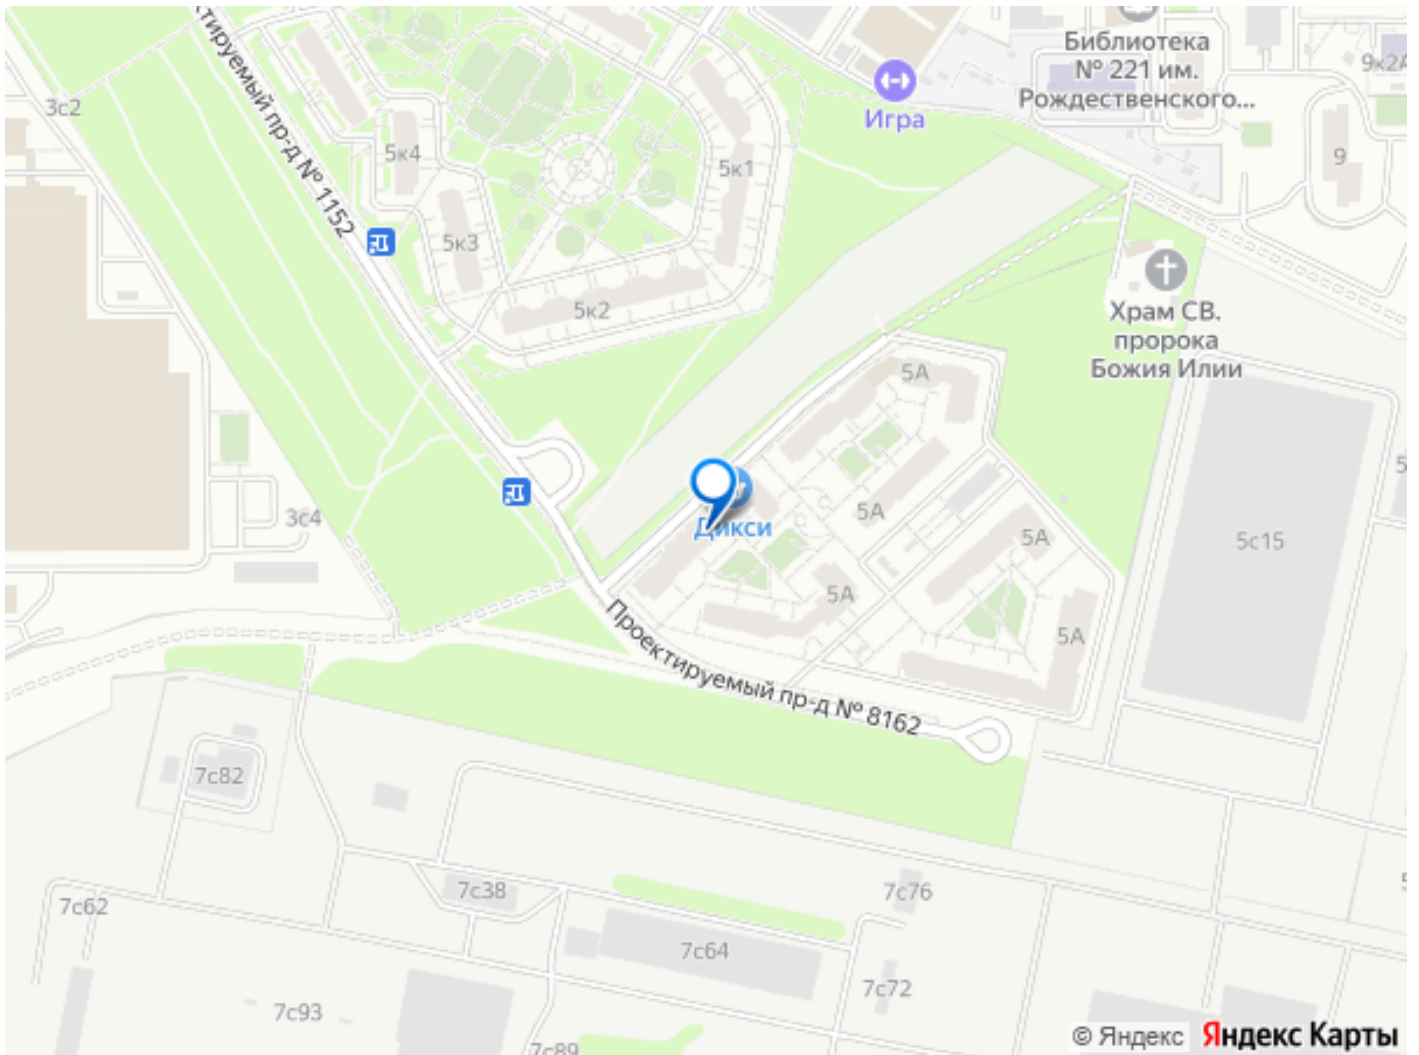 Библиотека
№ 221 им.
Рождественского...
9к2А
3с2
Игра
5к4
5к1
9
Проектируемый пр-д № 1152
5к3
5к2
Храм СВ.
пророка
Божия Илии
5А
Дикси
5А
3с4
5А
5с15
5А
5А
Проектируемый пр-д № 8162
7с82
7с38
7с76
7с62
7с64
7с72
7с93
7с89
© Яндекс Яндекс Карты